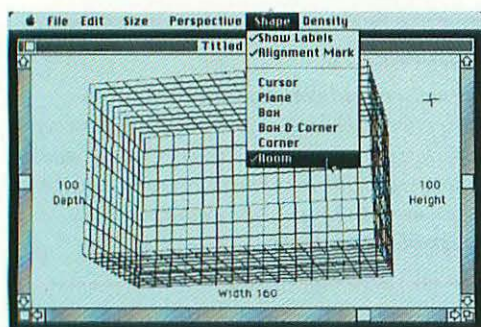 File Edit Size Perspective Shape Density
Titled
✓Show Labels
✓Alignment Mark
Cursor
Plane
Box
Box & Corner
Corner
✓Room
100
Depth
100
Height
Width 160